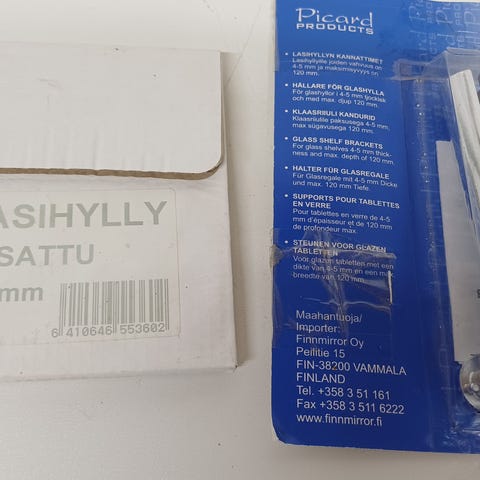 ASIHYLLY
SATTU
mm
6 410646 553602
Picard
PRODUCTS
• LASIHYLLYN KANNATTIMET
Lasihyllyille joiden vahvuus on
4-5 mm ja maksimisyvyys on
120 mm.
• HÅLLARE FÖR GLASHYLLA
För glashyllor i 4-5 mm tjocklek
och med max. djup 120 mm.
• KLAASRIIULI KANDURID
Klaasriiulile paksusega 4-5 mm,
max sügavusega 120 mm.
• GLASS SHELF BRACKETS
For glass shelves 4-5 mm thick-
ness and max. depth of 120 mm.
• HALTER FÜR GLASREGALE
Für Glasregale mit 4-5 mm Dicke
und max. 120 mm Tiefe.
• SUPPORTS POUR TABLETTES
EN VERRE
Pour tablettes en verre de 4-5
mm d'épaisseur et de 120 mm
de profondeur max.
• STEUNEN VOOR GLAZEN
TABLETTEN
Voor glazen tabletten met een
dikte van 4-5 mm en een max.
breedte van 120 mm.
Maahantuoja/
Importer:
Finnmirror Oy
Peilitie 15
FIN-38200 VAMMALA
FINLAND
Tel. +358 3 51 161
Fax +358 3 511 6222
www.finnmirror.fi